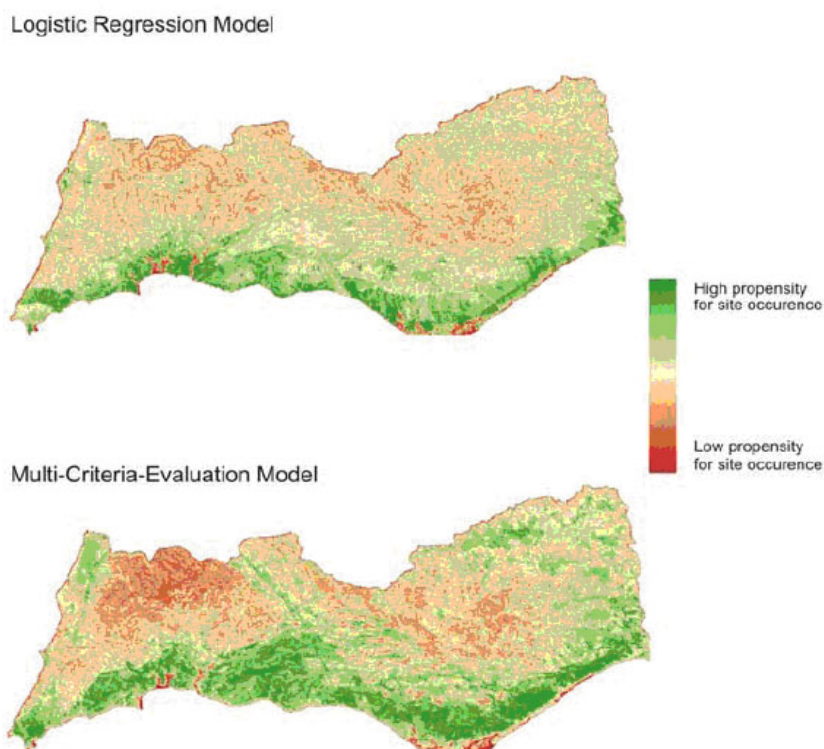 Logistic Regression Model
High propensity
for site occurence
Low propensity
for site occurence
Multi-Criteria-Evaluation Model